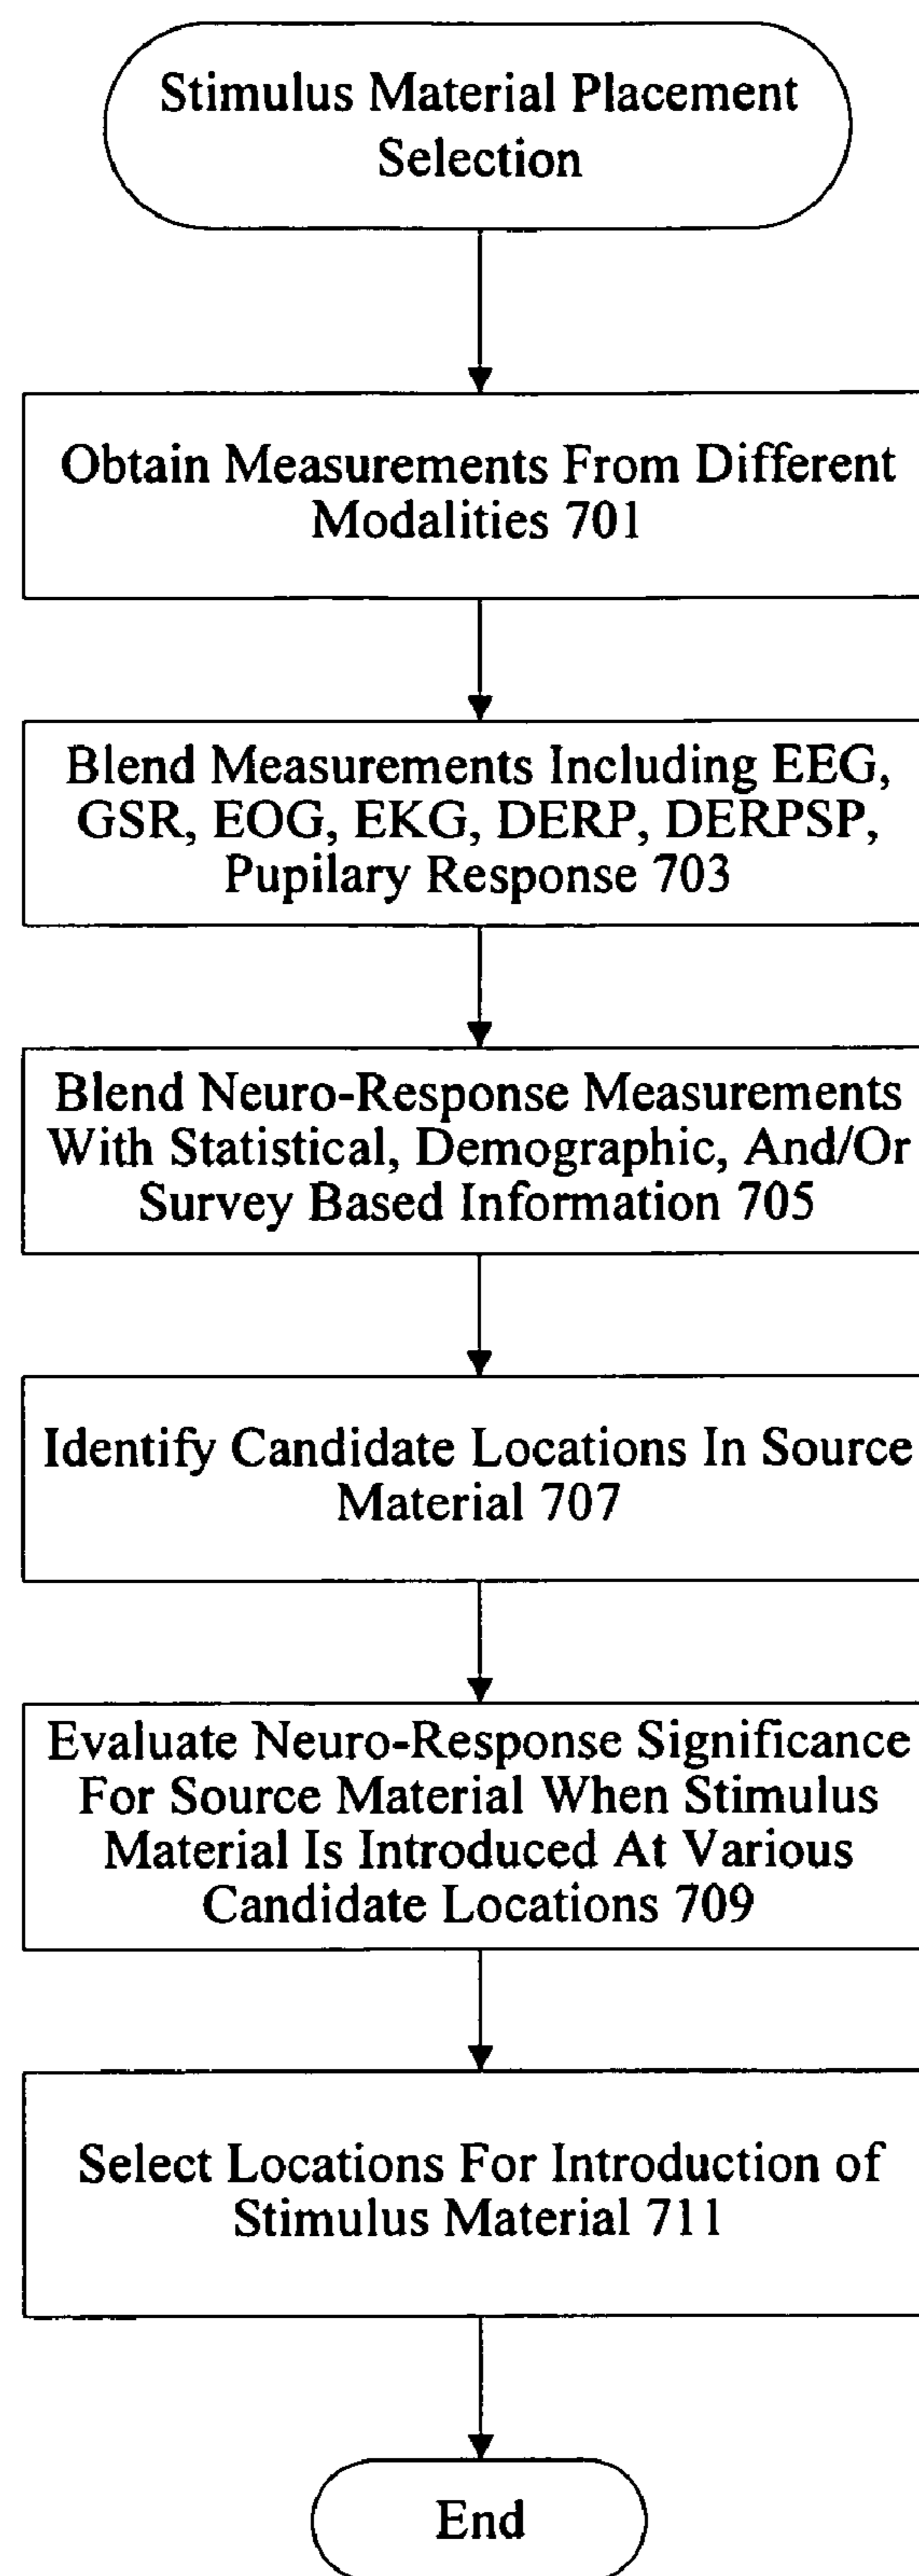 Stimulus Material Placement
Selection
Obtain Measurements From Different
Modalities 701
Blend Measurements Including EEG,
GSR, EOG, EKG, DERP, DERPSP,
Pupilary Response 703
Blend Neuro-Response Measurements
With Statistical, Demographic, And/Or
Survey Based Information 705
Identify Candidate Locations In Source
Material 707
Evaluate Neuro-Response Significance
For Source Material When Stimulus
Material Is Introduced At Various
Candidate Locations 709
Select Locations For Introduction of
Stimulus Material 711
End